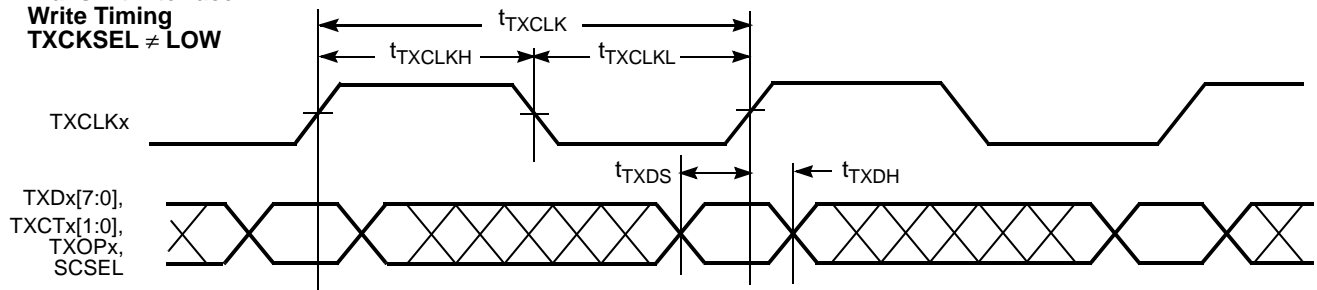 Write Timing
TXCKSEL ≠ LOW
tTXCLK
tTXCLKH
tTXCLKL
TXCLKx
tTXDS
tTXDH
TXDx[7:0],
TXCTx[1:0],
TXOPx,
SCSEL